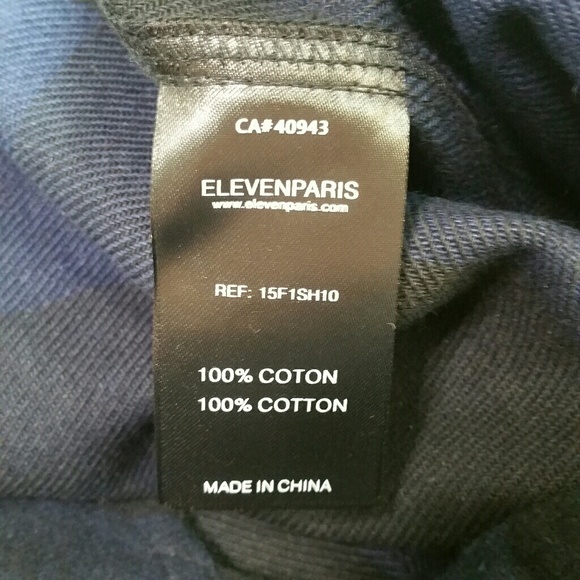 CA#40943
ELEVENPARIS
www.elevenparis.com
REF: 15F1SH10
100% COTON
100% COTTON
MADE IN CHINA